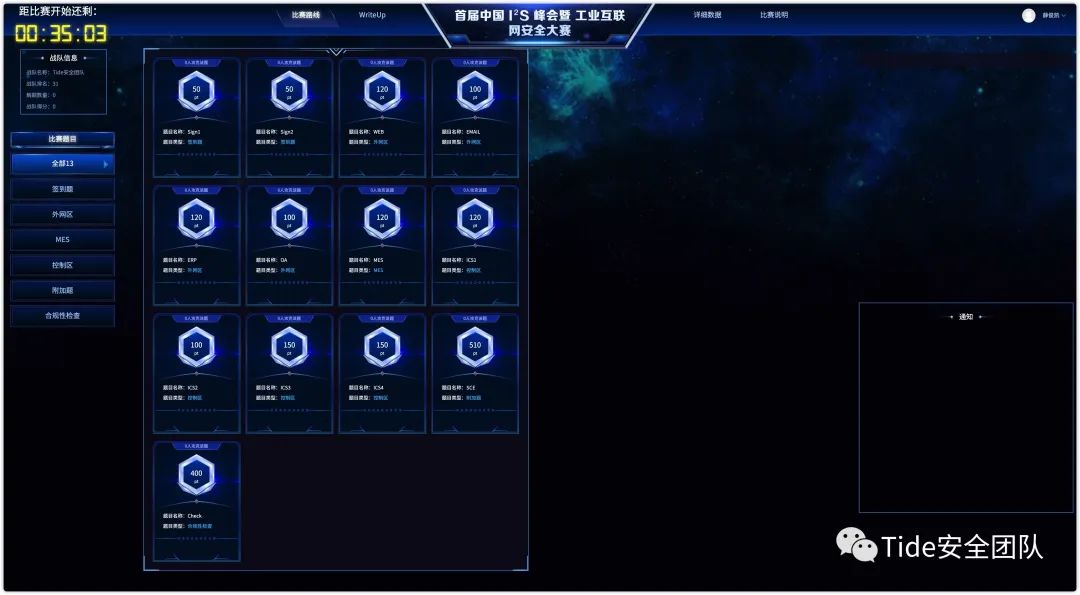 距比赛开始还剩:
00:35:03
比赛路线
WriteUp
首届中国 I²S 峰会暨 工业互联
网安全大赛
详细数据
比赛说明
战队信息
战队名称: Tide安全团队
战队排名: 31
解题数量: 0
战队得分: 0
比赛题目
全部13
签到题
外网区
MES
控制区
附加题
合规性检查
0人攻克该题
50
pt
题目名称: Sign1
题目类型: 签到题
0人攻克该题
50
pt
题目名称: Sign2
题目类型: 签到题
0人攻克该题
120
pt
题目名称: WEB
题目类型: 外网区
0人攻克该题
100
pt
题目名称: EMAIL
题目类型: 外网区
0人攻克该题
120
pt
题目名称: ERP
题目类型: 外网区
0人攻克该题
100
pt
题目名称: OA
题目类型: 外网区
0人攻克该题
120
pt
题目名称: MES
题目类型: MES
0人攻克该题
120
pt
题目名称: ICS1
题目类型: 控制区
0人攻克该题
100
pt
题目名称: ICS2
题目类型: 控制区
0人攻克该题
150
pt
题目名称: ICS3
题目类型: 控制区
0人攻克该题
150
pt
题目名称: ICS4
题目类型: 控制区
0人攻克该题
510
pt
题目名称: SCE
题目类型: 附加题
0人攻克该题
400
pt
题目名称: Check
题目类型: 合规性检查
通知
Tide安全团队